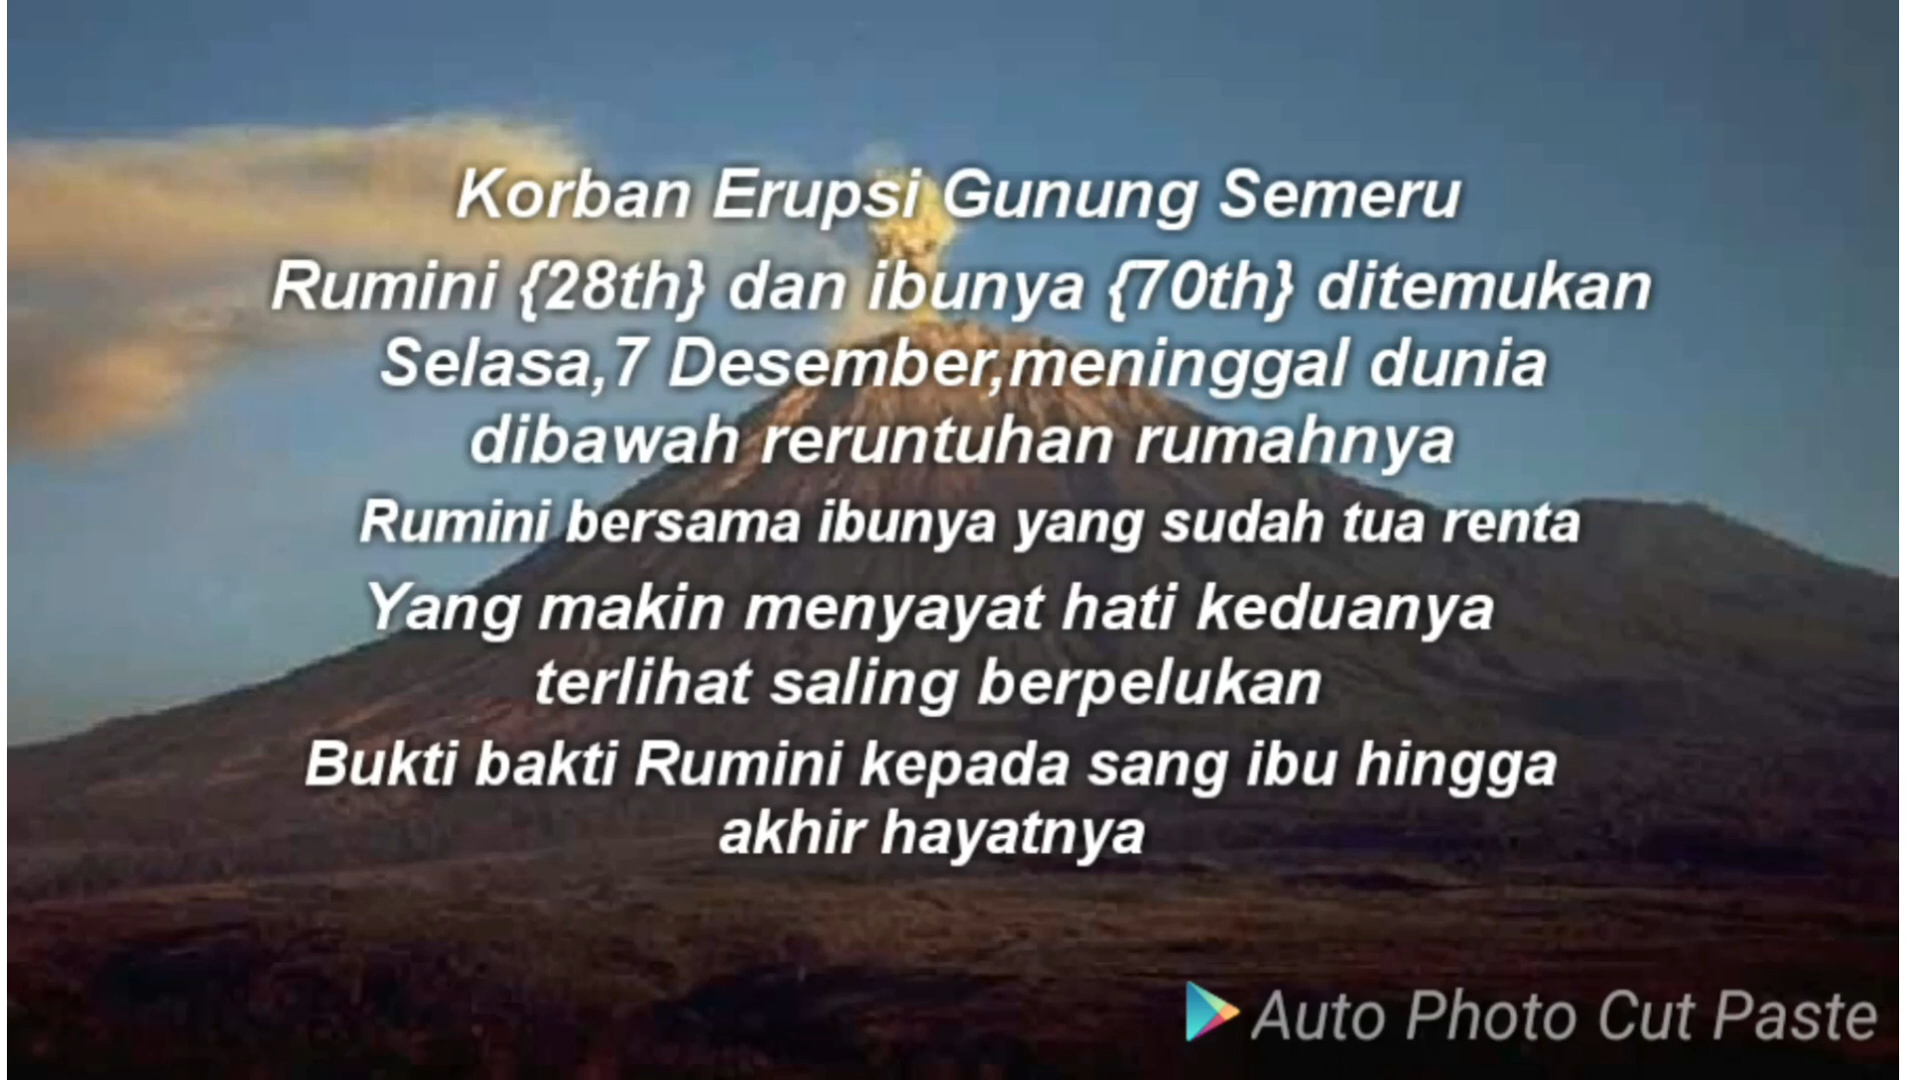 Korban Erupsi Gunung Semeru
Rumini {28th} dan ibunya {70th} ditemukan
Selasa,7 Desember,meninggal dunia
dibawah reruntuhan rumahnya
Rumini bersama ibunya yang sudah tua renta
Yang makin menyayat hati keduanya
terlihat saling berpelukan
Bukti bakti Rumini kepada sang ibu hingga
akhir hayatnya
Auto Photo Cut Paste